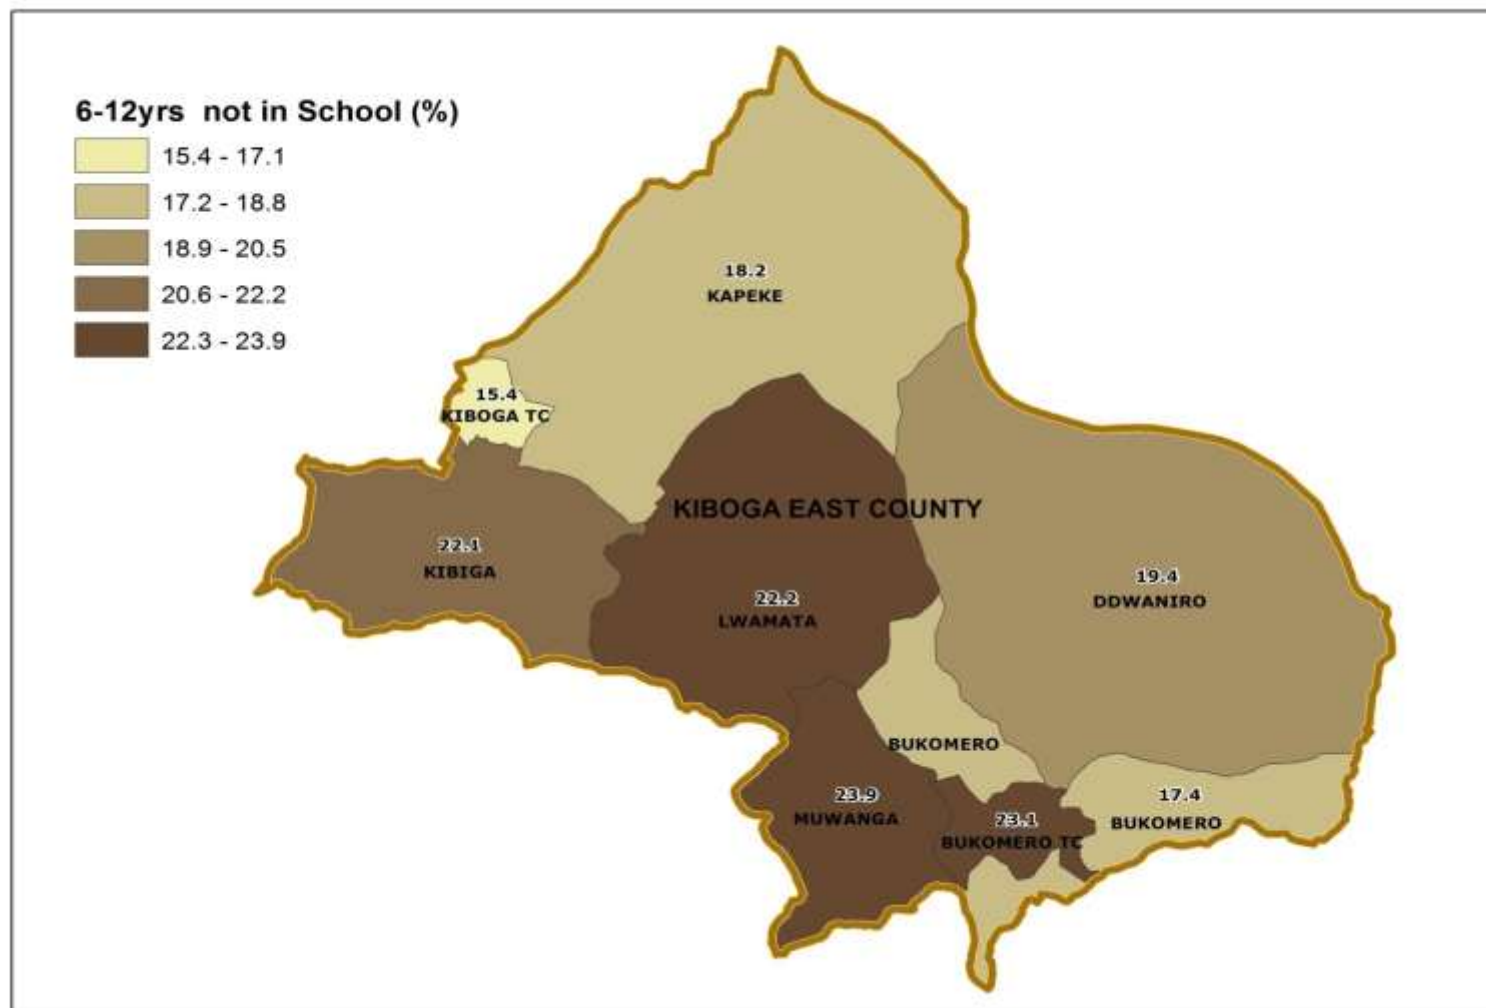 6-12yrs not in School (%)
15.4 - 17.1
17.2 - 18.8
18.9 - 20.5
20.6 - 22.2
22.3 - 23.9
18.2
KAPEKE
15.4
KIBOGA TC
KIBOGA EAST COUNTY
22.1
KIBIGA
22.2
LWAMATA
19.4
DDWANIRO
BUKOMERO
23.9
MUWANGA
23.1
BUKOMERO TC
17.4
BUKOMERO